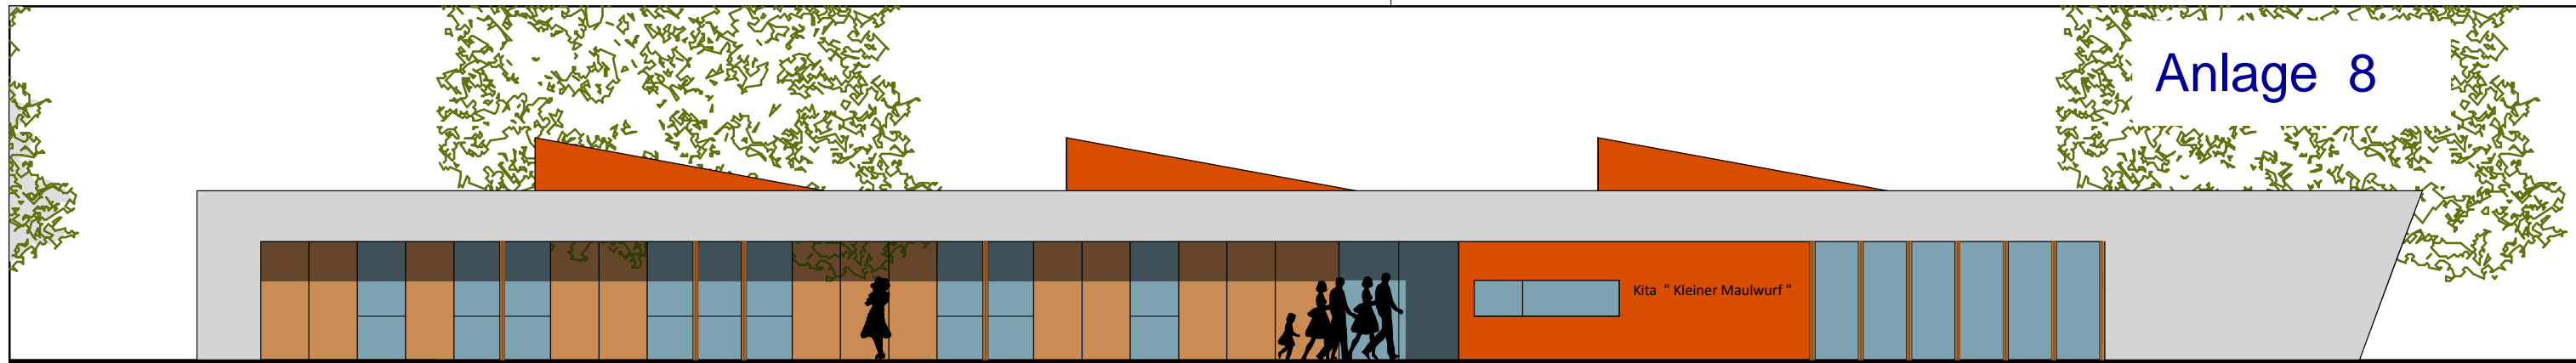 Anlage 8
Kita " Kleiner Maulwurf "